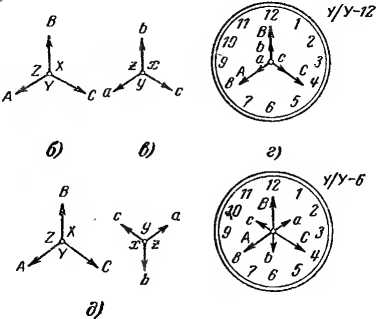 B
Z X
Y
A C
б)
b
z x
y
a c
в)
Y/Y-12
12
11 1
10 2
9 3
8 4
7 5
6
B
b
a c
A C
г)
B
Z X
Y
A C
c y a
x z
b
д)
Y/Y-6
12
11 1
10 2
9 3
8 4
7 5
6
B
c a
A C
b